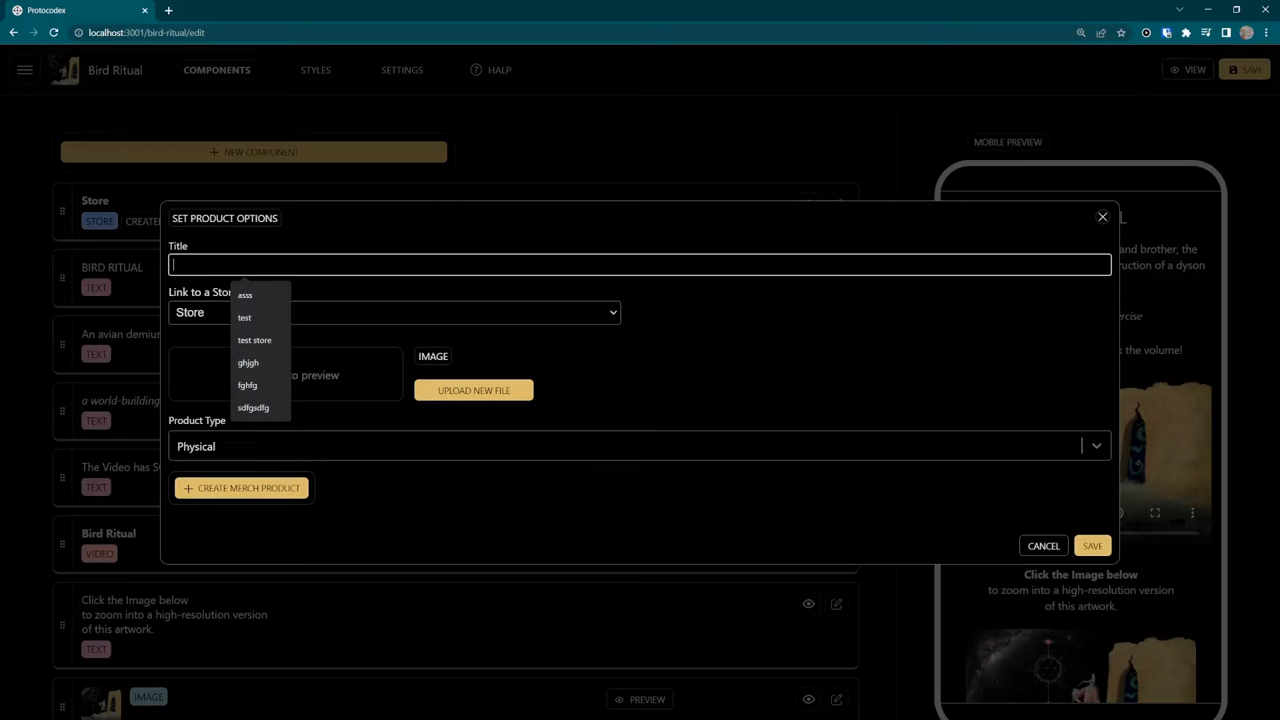 Protocodex
localhost:3001/bird-ritual/edit
Bird Ritual
COMPONENTS
STYLES
SETTINGS
HALP
VIEW
SAVE
NEW COMPONENT
MOBILE PREVIEW
Store
STORE
SET PRODUCT OPTIONS
Title
asss
test
test store
ghjgh
fghfg
sdfgsdfg
Link to a Stor
Store
to preview
IMAGE
UPLOAD NEW FILE
Product Type
Physical
CREATE MERCH PRODUCT
CANCEL
SAVE
BIRD RITUAL
TEXT
An avian demiur
TEXT
a world-building
TEXT
The Video has S
TEXT
Bird Ritual
VIDEO
Click the Image below
to zoom into a high-resolution version
of this artwork.
TEXT
IMAGE
PREVIEW
L
and brother, the
ruction of a dyson
ercise
k the volume!
Click the Image below
to zoom into a high-resolution version
of this artwork.